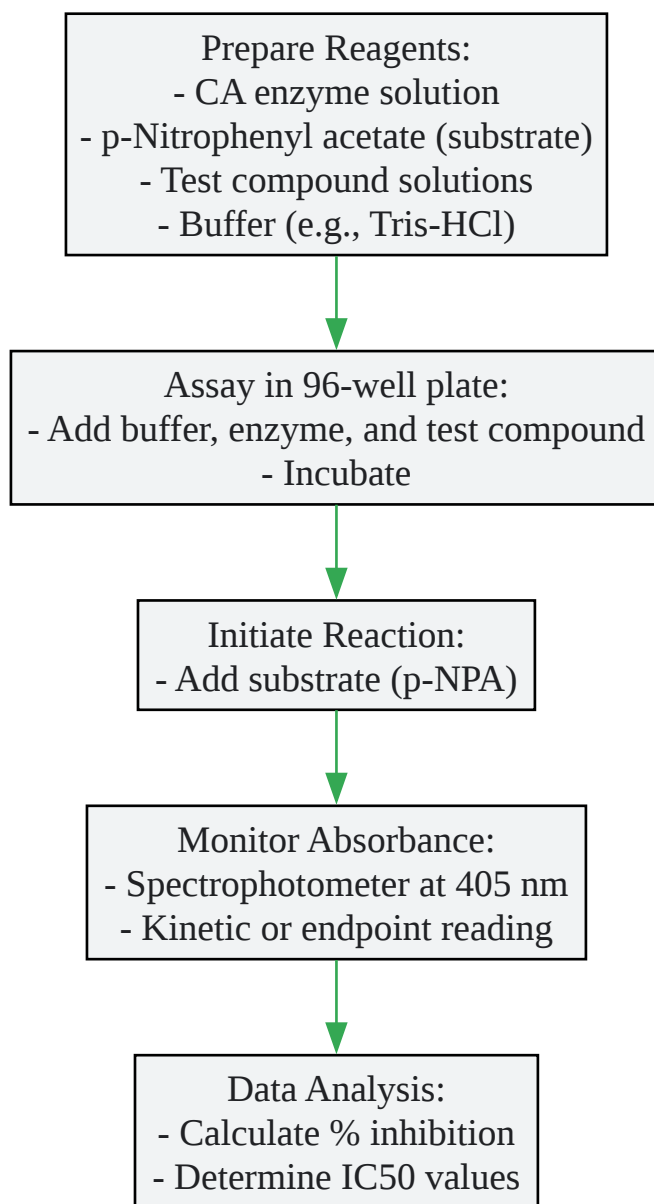 Prepare Reagents:
- CA enzyme solution
- p-Nitrophenyl acetate (substrate)
- Test compound solutions
- Buffer (e.g., Tris-HCl)
Assay in 96-well plate:
- Add buffer, enzyme, and test compound
- Incubate
Initiate Reaction:
- Add substrate (p-NPA)
Monitor Absorbance:
- Spectrophotometer at 405 nm
- Kinetic or endpoint reading
Data Analysis:
- Calculate % inhibition
- Determine IC50 values